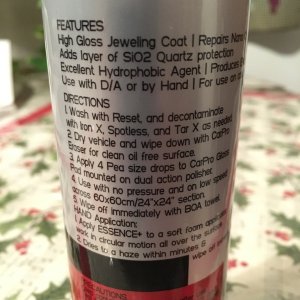 FEATURES
High Gloss Jeweling Coat | Repairs Nano
Adds layer of SiO2 Quartz protection
Excellent Hydrophobic Agent | Produces
Use with D/A or by Hand | For use on
DIRECTIONS
1 Wash with Reset, and decontaminate
with Iron X, Spotless, and Tar X as needed.
2. Dry vehicle and wipe down with CarPro
Eraser for clean oil free surface.
3. Apply 4 Pea size drops to CarPro Gloss
Pad mounted on dual action polisher.
4. Use with no pressure and on low speed
across 60x60cm/24"x24" section.
5. Wipe off immediately with BOA towel.
HAND Application:
1. Apply ESSENCE+ to a soft foam applicator
work in circular motion all over the surface.
2. Dries to a haze within minutes &
wipe off